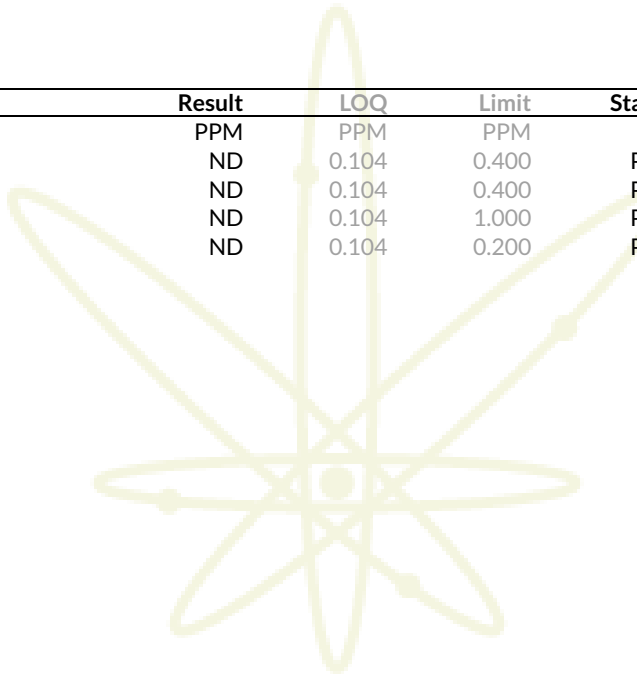 Result LOQ Limit
PPM PPM PPM
ND 0.104 0.400
ND 0.104 0.400
ND 0.104 1.000
ND 0.104 0.200